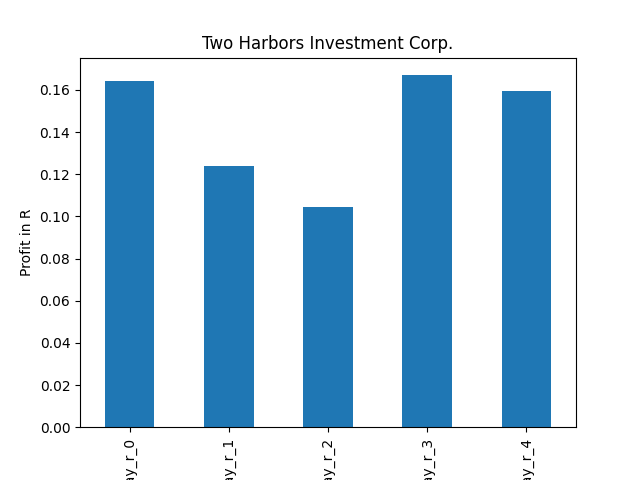 Two Harbors Investment Corp.
Profit in R
0.16
0.14
0.12
0.10
0.08
0.06
0.04
0.02
0.00
ay_r_0
ay_r_1
ay_r_2
ay_r_3
ay_r_4